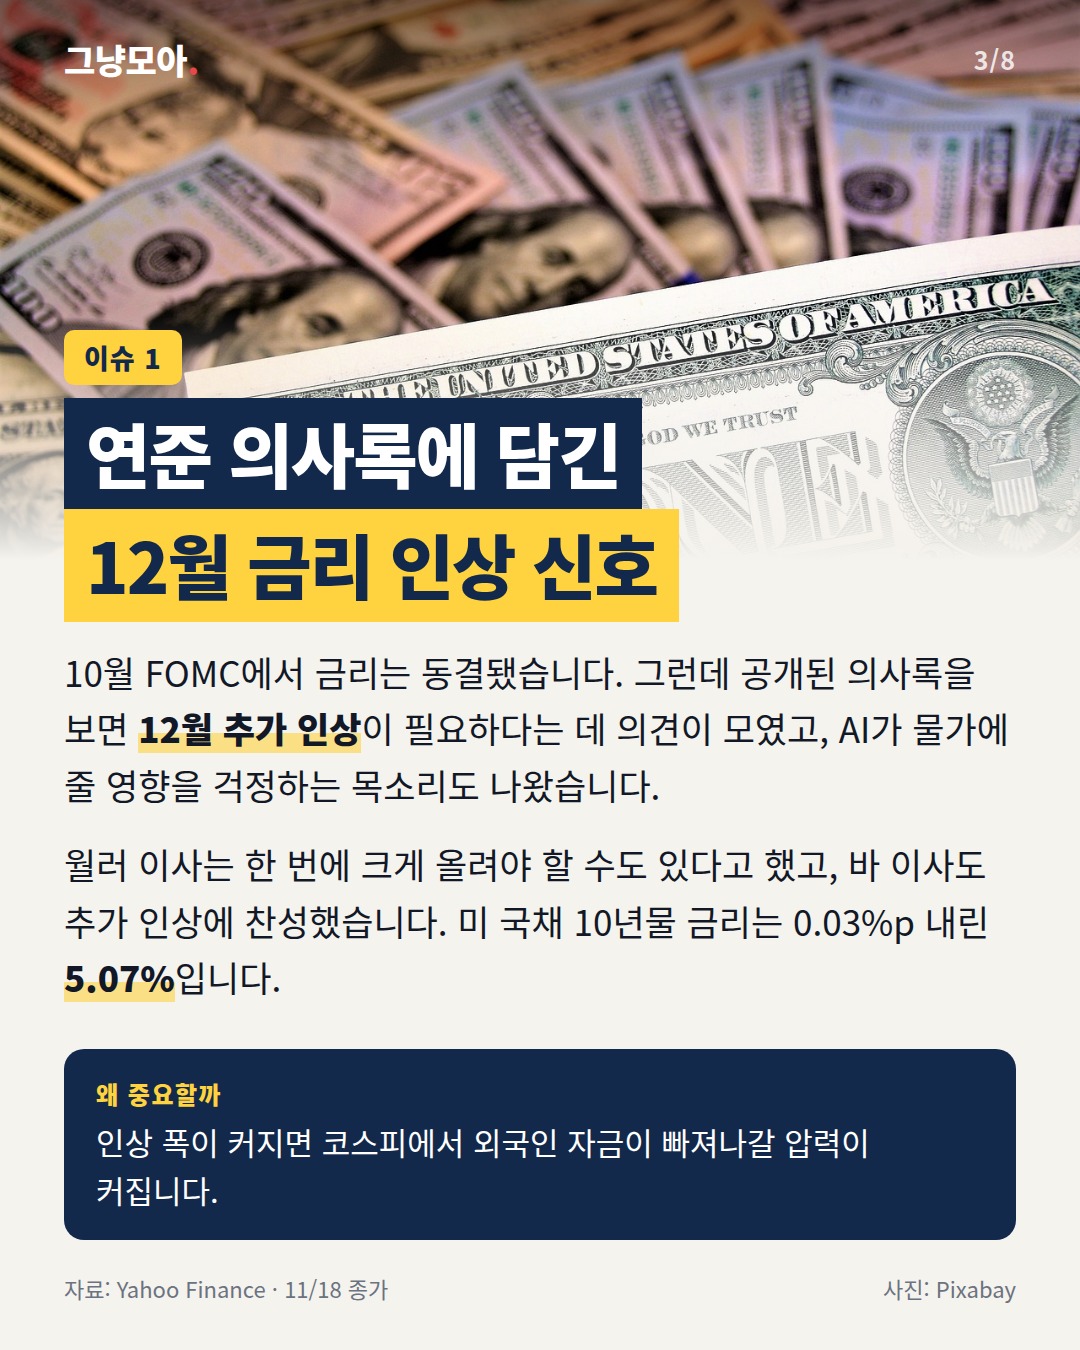 그냥모아.
3/8
THE UNITED STATES OF AMERICA
GOD WE TRUST
ONE
이슈 1
연준 의사록에 담긴
12월 금리 인상 신호
10월 FOMC에서 금리는 동결됐습니다. 그런데 공개된 의사록을
보면 12월 추가 인상이 필요하다는 데 의견이 모였고, AI가 물가에
줄 영향을 걱정하는 목소리도 나왔습니다.
월러 이사는 한 번에 크게 올려야 할 수도 있다고 했고, 바 이사도
추가 인상에 찬성했습니다. 미 국채 10년물 금리는 0.03%p 내린
5.07%입니다.
왜 중요할까
인상 폭이 커지면 코스피에서 외국인 자금이 빠져나갈 압력이
커집니다.
자료: Yahoo Finance · 11/18 종가
사진: Pixabay